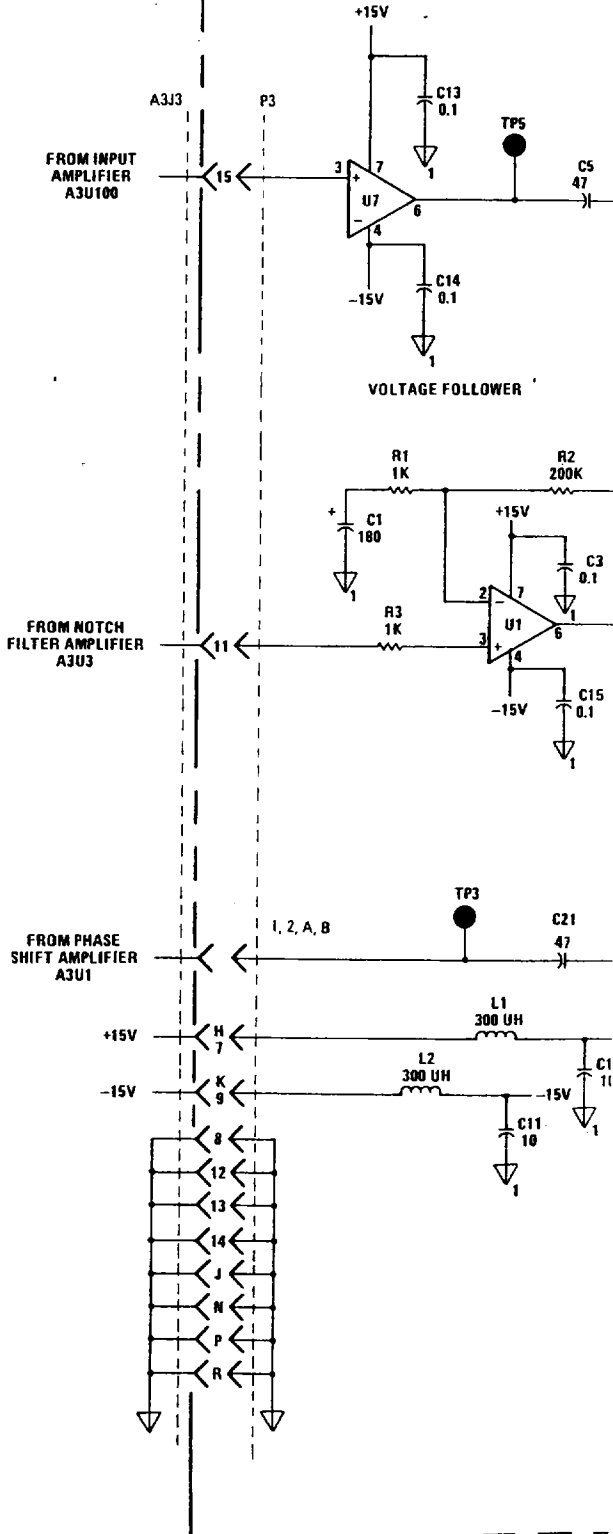 +15V
A3J3
P3
C13
0.1
TP5
C5
47
FROM INPUT
AMPLIFIER
A3U100
15
3
+
7
U7
6
1
−
4
C14
0.1
−15V
1
VOLTAGE FOLLOWER
R1
1K
R2
200K
+
C1
180
+15V
C3
0.1
1
2
−
7
1
R3
1K
U1
6
FROM NOTCH
FILTER AMPLIFIER
A3U3
11
3
+
4
−15V
C15
0.1
1
TP3
C21
47
1, 2, A, B
FROM PHASE
SHIFT AMPLIFIER
A3U1
L1
300 UH
+15V
H
7
L2
300 UH
−15V
K
9
−15V
C11
10
1
1
8
12
13
14
J
N
P
R